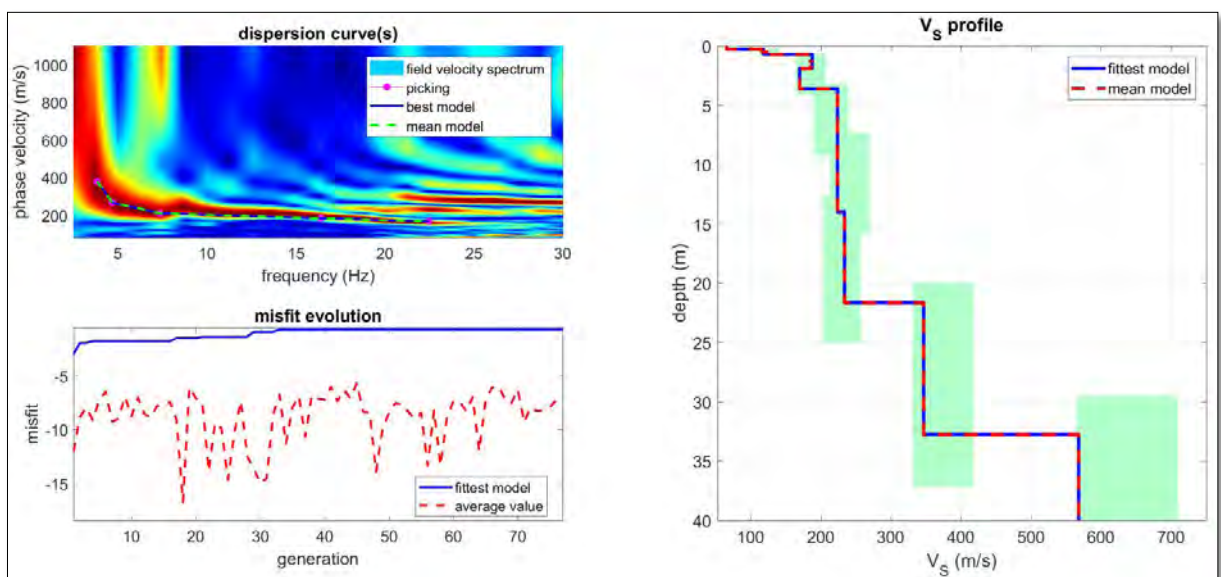 dispersion curve(s)
1000
800
600
400
200
phase velocity (m/s)
field velocity spectrum
picking
best model
mean model
5 10 15 20 25 30
frequency (Hz)
misfit evolution
-5
-10
-15
misfit
fittest model
average value
10 20 30 40 50 60 70
generation
V_S profile
0
5
10
15
20
25
30
35
40
depth (m)
fittest model
mean model
100 200 300 400 500 600 700
V_S (m/s)